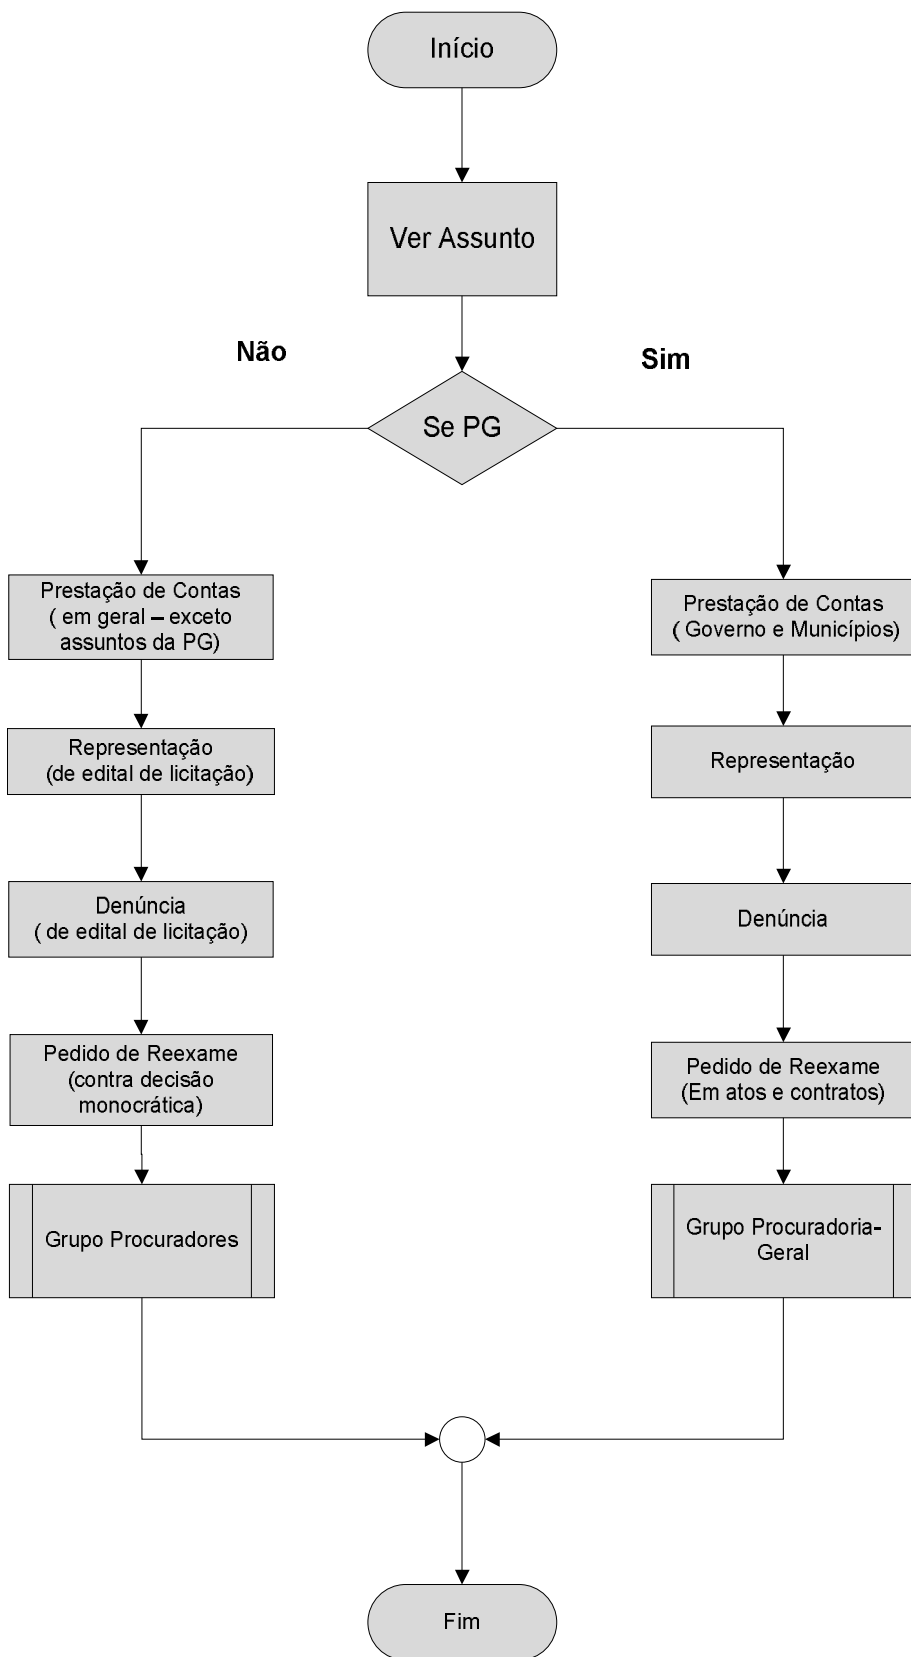 Início
Ver Assunto
Não
Sim
Se PG
Prestação de Contas
( em geral – exceto
assuntos da PG)
Representação
(de edital de licitação)
Denúncia
( de edital de licitação)
Pedido de Reexame
(contra decisão
monocrática)
Grupo Procuradores
Prestação de Contas
( Governo e Municípios)
Representação
Denúncia
Pedido de Reexame
(Em atos e contratos)
Grupo Procuradoria-
Geral
Fim